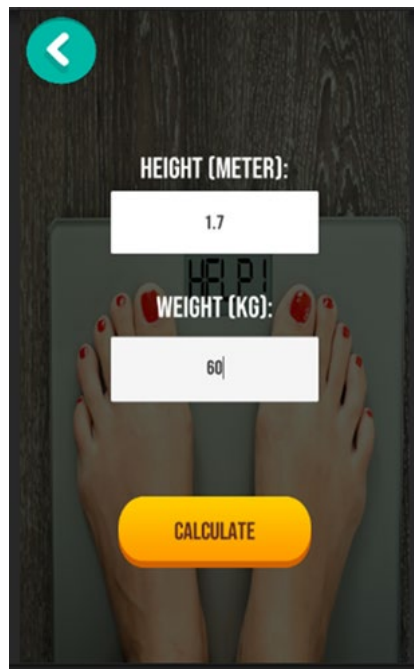 HEIGHT (METER):
1.7
HELP!
WEIGHT (KG):
60
CALCULATE